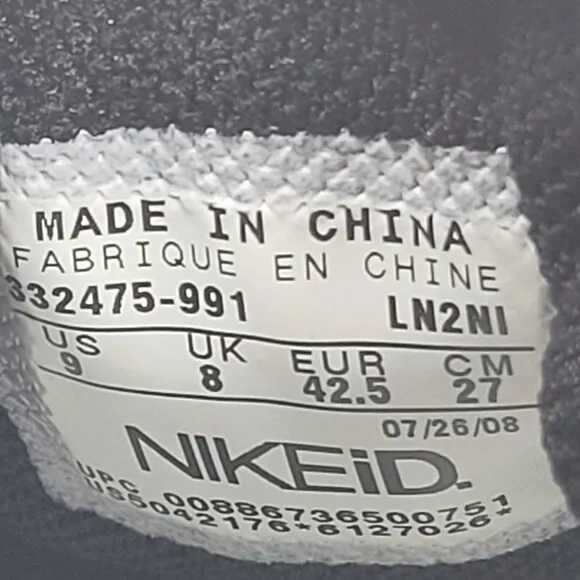 MADE IN CHINA
FABRIQUE EN CHINE
332475-991 LN2NI
US UK EUR CM
9 8 42.5 27
07/26/08
NIKEiD.
UPC 00886736500751
US5042176*6127026*